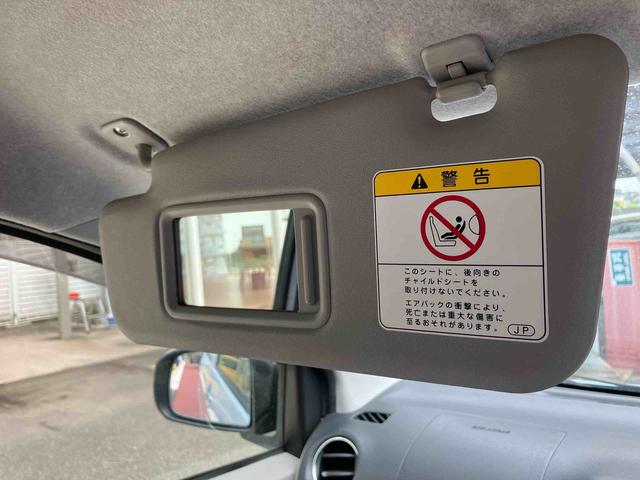 警告
このシートに、後向きの
チャイルドシートを
取り付けないでください。
エアバックの衝撃により、
死亡または重大な傷害に
至るおそれがあります。
JP